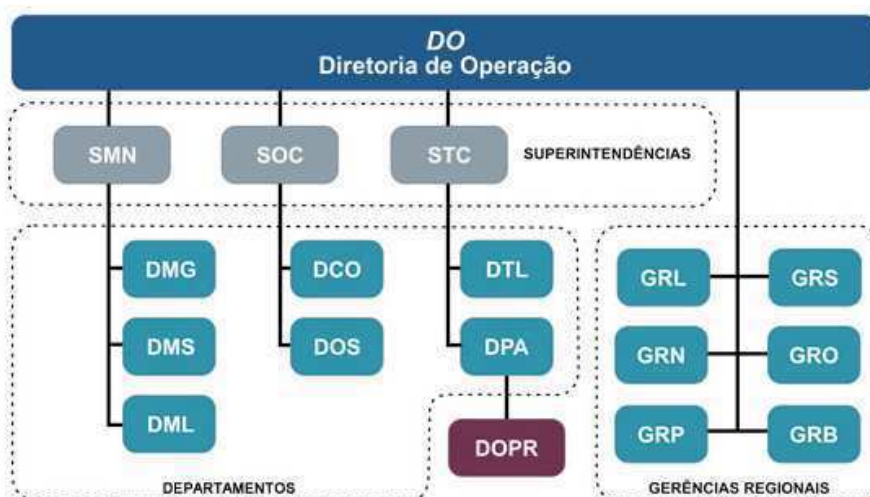 DO
Diretoria de Operação
SMN
SOC
STC
SUPERINTENDÊNCIAS
DMG
DCO
DTL
GRL
GRS
DMS
DOS
DPA
GRN
GRO
DML
DOPR
GRP
GRB
DEPARTAMENTOS
GERÊNCIAS REGIONAIS